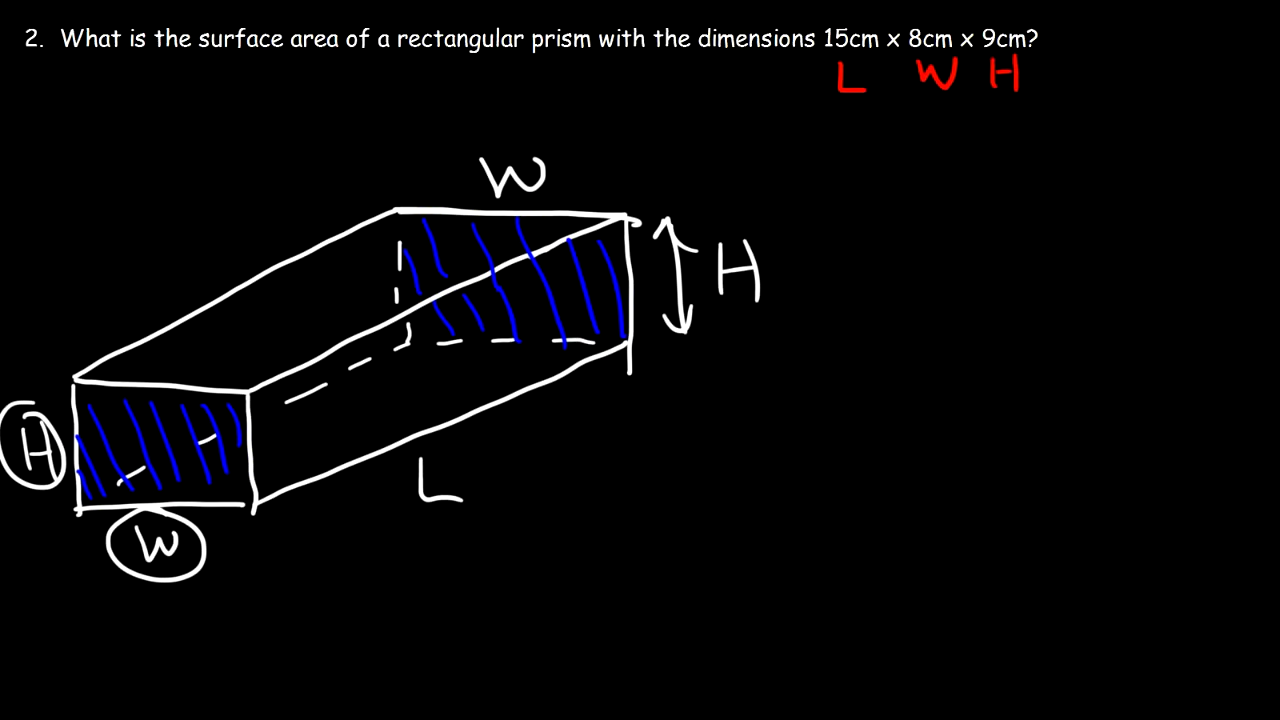 2. What is the surface area of a rectangular prism with the dimensions 15cm x 8cm x 9cm?
L W H
W
H
H
L
W